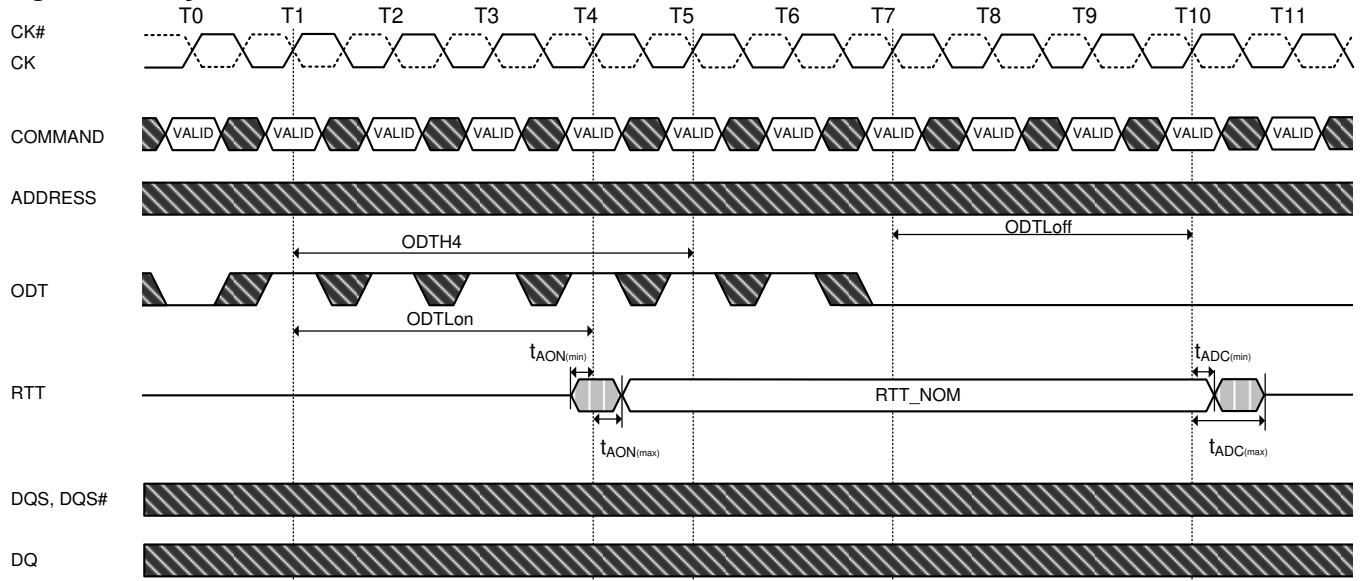 T0 T1 T2 T3 T4 T5 T6 T7 T8 T9 T10 T11
CK#
CK
COMMAND VALID VALID VALID VALID VALID VALID VALID VALID VALID VALID VALID VALID
ADDRESS
ODTLoff
ODTH4
ODT
ODTLon
tAON(min) tADC(min)
RTT RTT_NOM
tAON(max) tADC(max)
DQS, DQS#
DQ